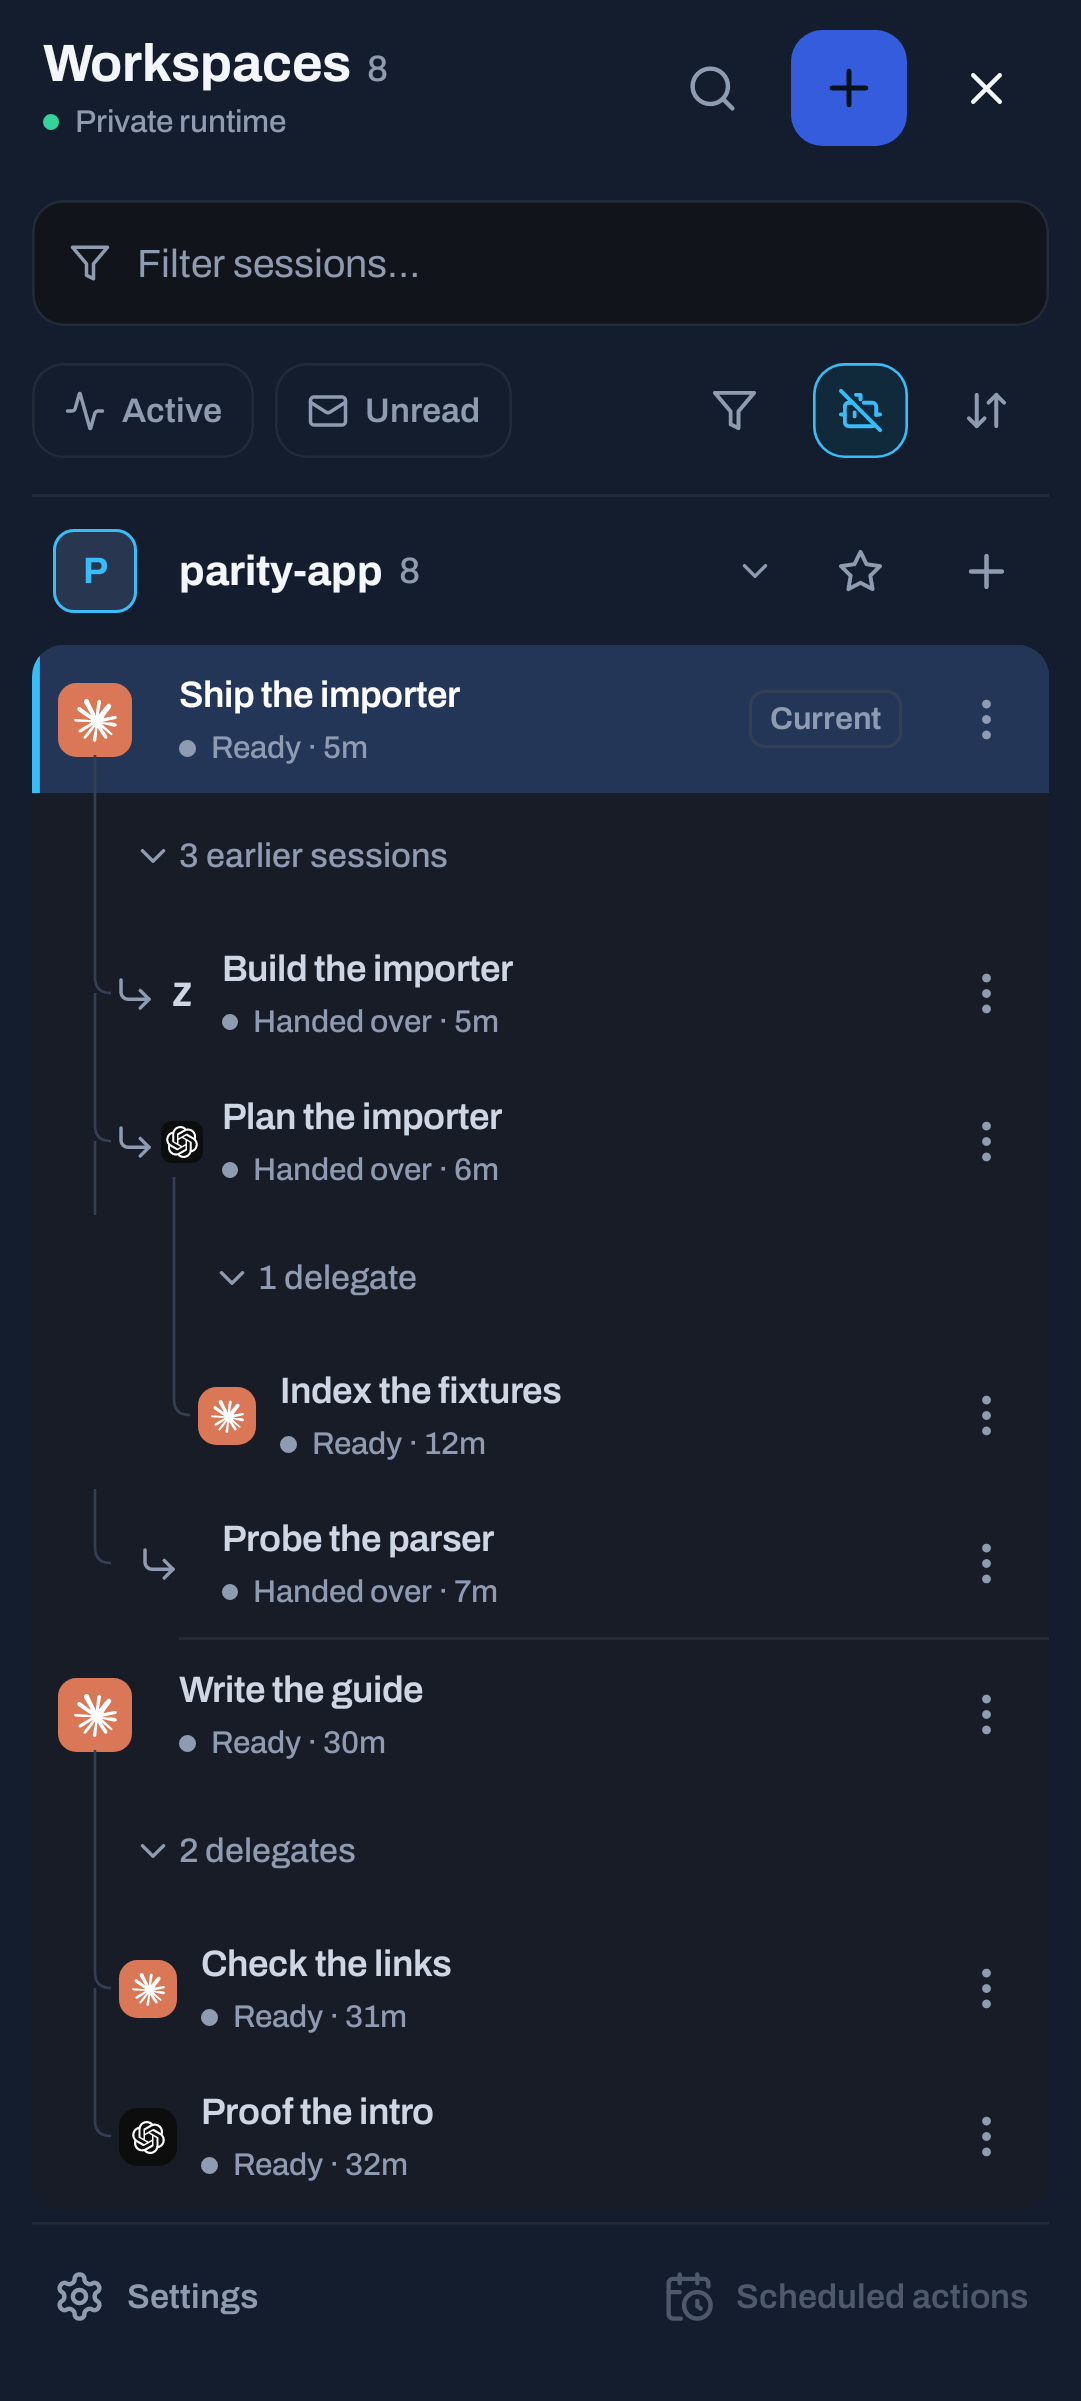 Workspaces 8
Private runtime
Filter sessions...
Active
Unread
P
parity-app 8
Ship the importer
Ready · 5m
Current
3 earlier sessions
Build the importer
Z
Handed over · 5m
Plan the importer
Handed over · 6m
1 delegate
Index the fixtures
Ready · 12m
Probe the parser
Handed over · 7m
Write the guide
Ready · 30m
2 delegates
Check the links
Ready · 31m
Proof the intro
Ready · 32m
Settings
Scheduled actions